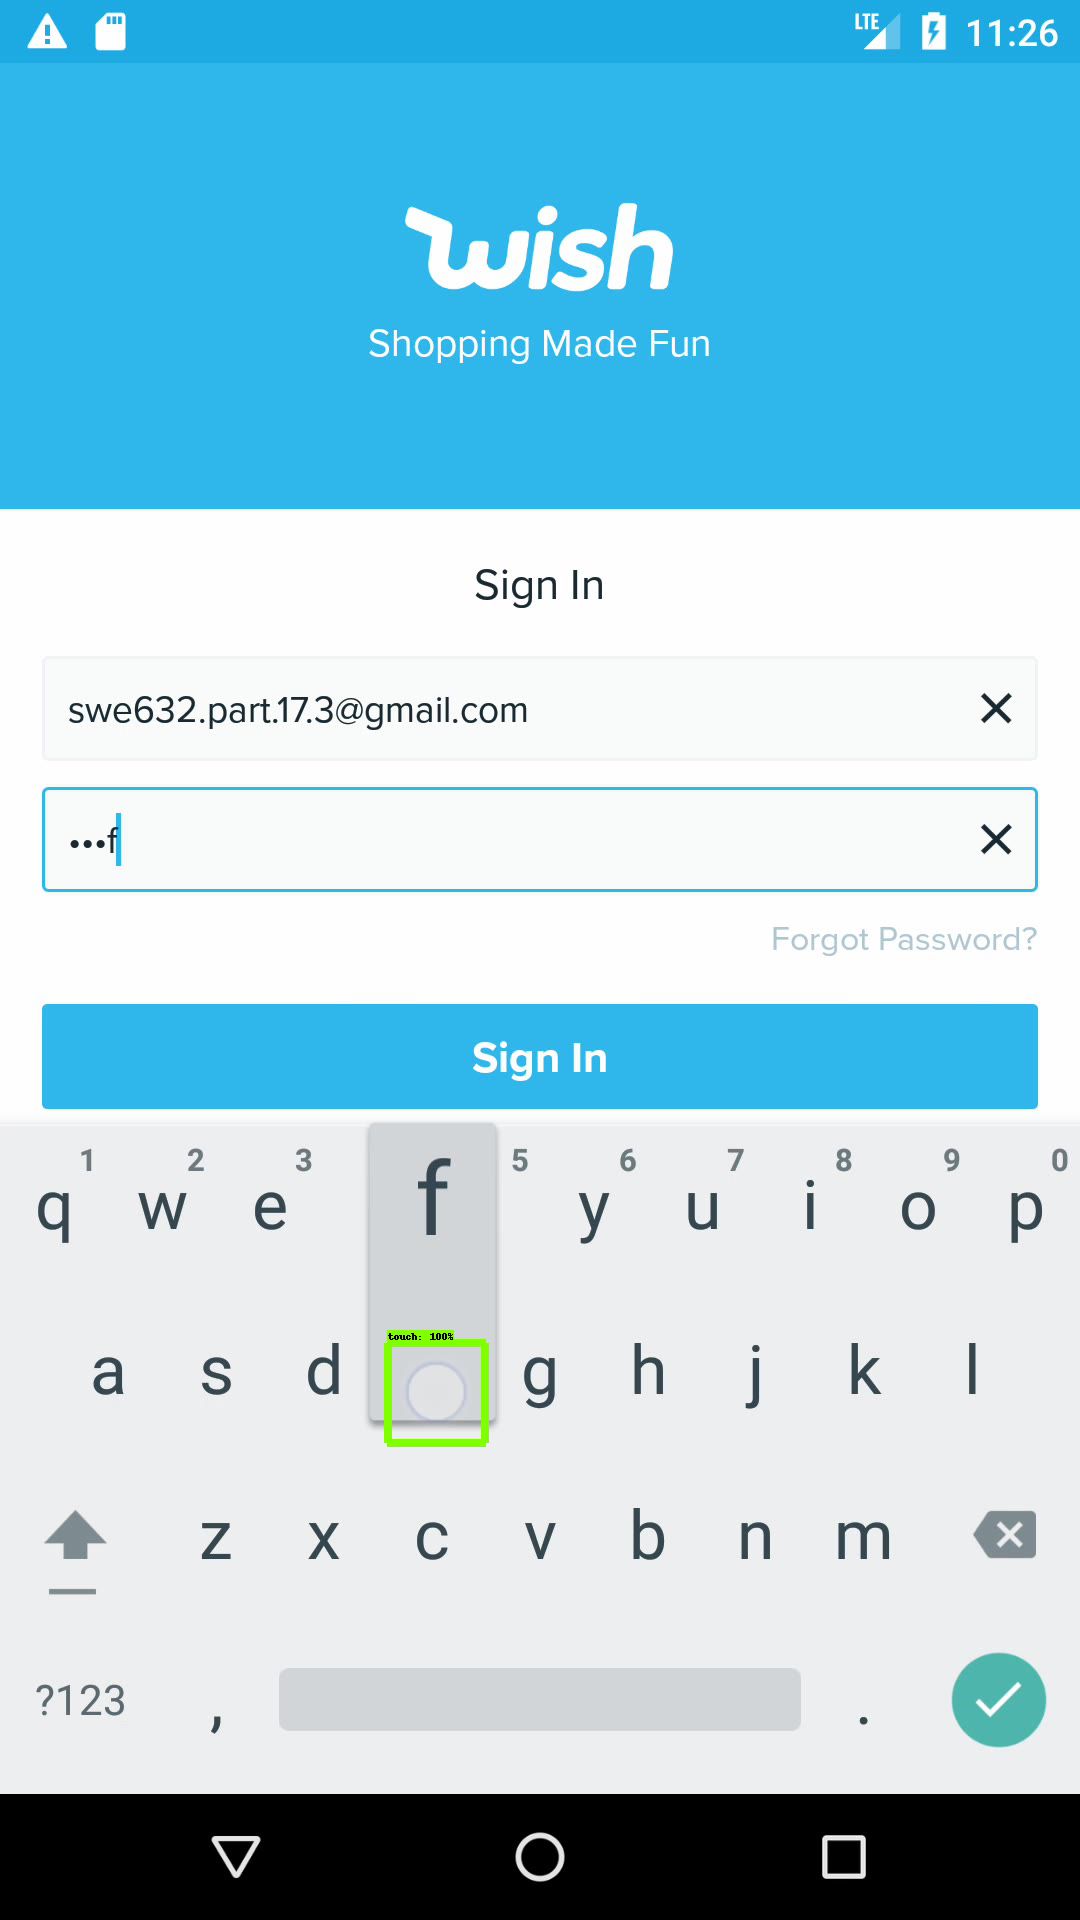 LTE 11:26
wish
Shopping Made Fun
Sign In
swe632.part.17.3@gmail.com
•••f
Forgot Password?
Sign In
1 2 3 5 6 7 8 9 0
q w e f y u i o p
touch: 100%
a s d g h j k l
z x c v b n m
?123 , .